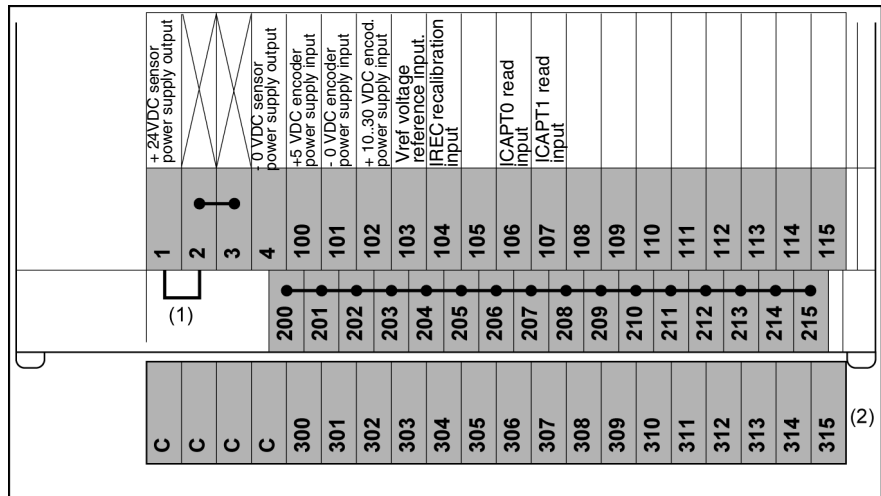 + 24VDC sensor
power supply output
- 0 VDC sensor
power supply output
+5 VDC encoder
power supply input
- 0 VDC encoder
power supply input
+ 10..30 VDC encod.
power supply input
Vref voltage
reference input.
IREC recalibration
input
ICAPT0 read
input
ICAPT1 read
input
1 2 3 4 100 101 102 103 104 105 106 107 108 109 110 111 112 113 114 115
(1)
200 201 202 203 204 205 206 207 208 209 210 211 212 213 214 215
C C C C 300 301 302 303 304 305 306 307 308 309 310 311 312 313 314 315
(2)